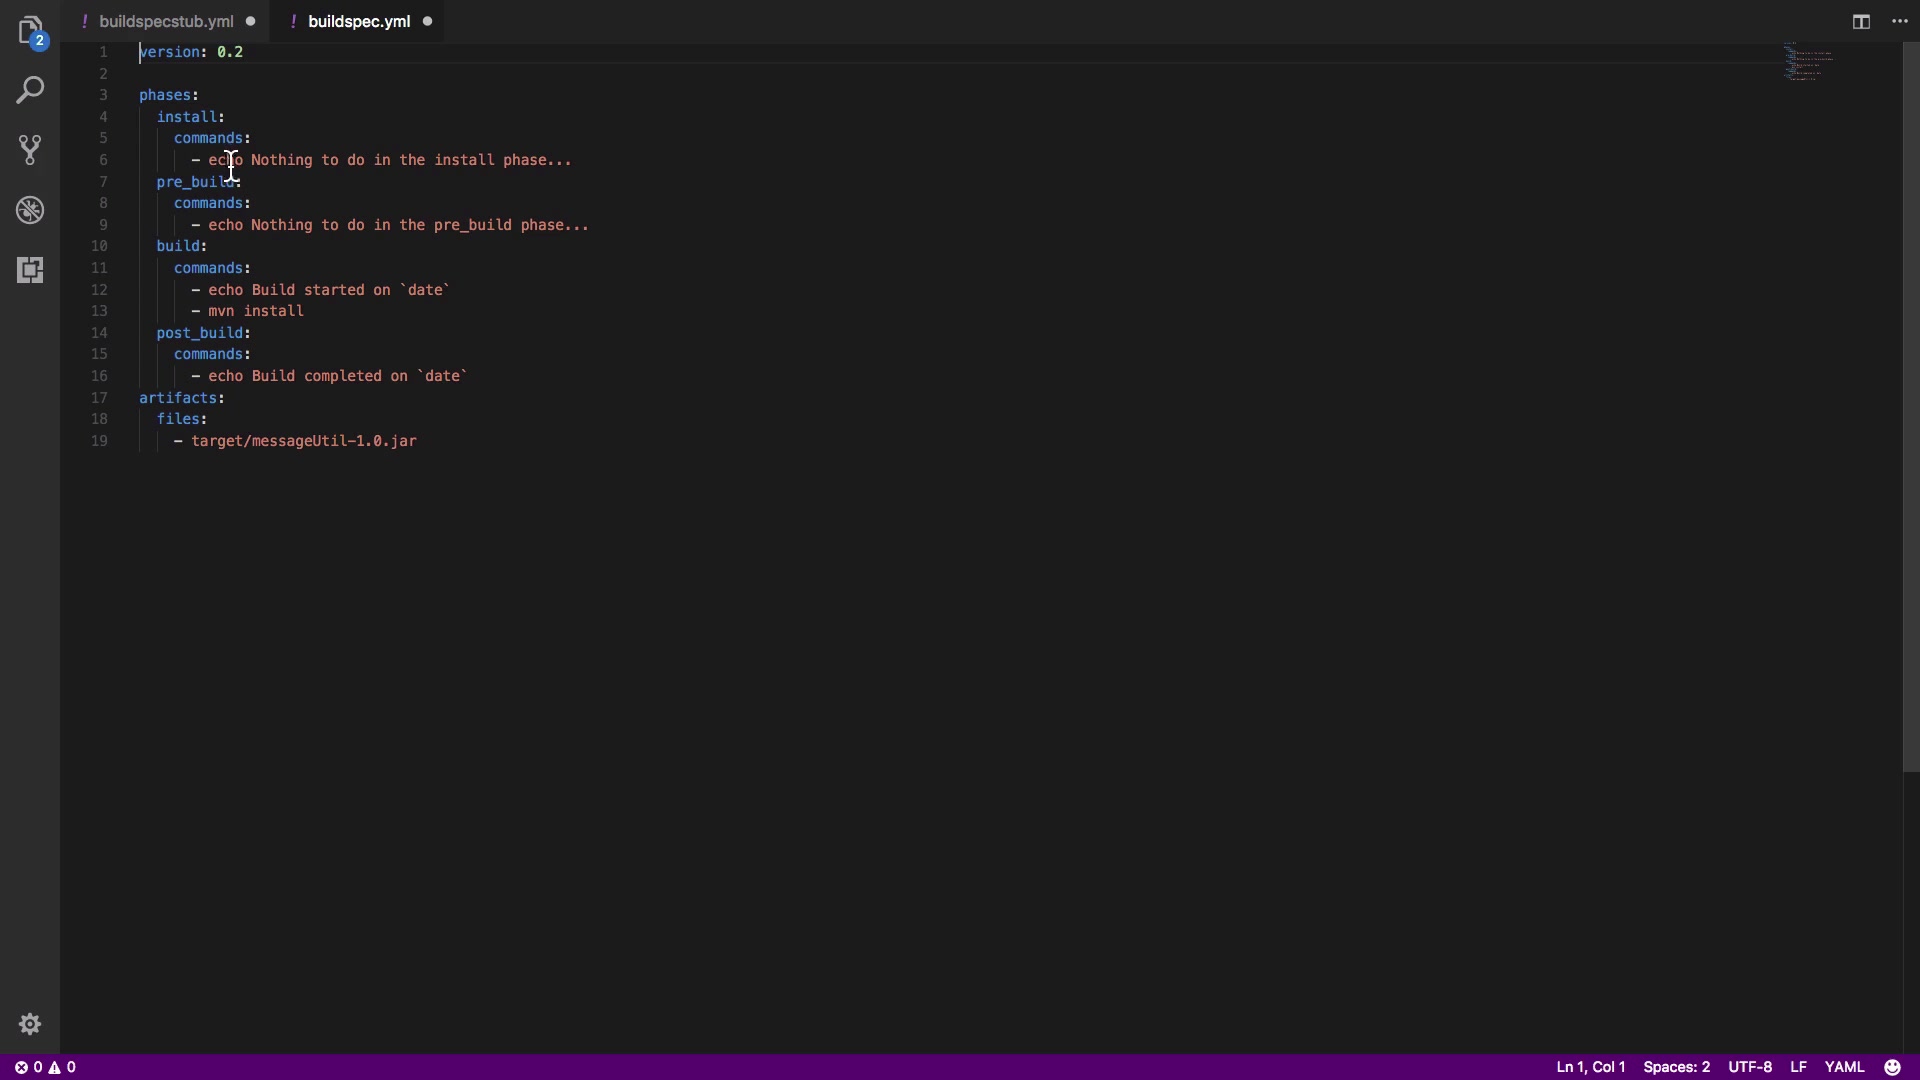 2
! buildspecstub.yml
! buildspec.yml
1 version: 0.2
2
3 phases:
4 install:
5 commands:
6 - echo Nothing to do in the install phase...
7 pre_build:
8 commands:
9 - echo Nothing to do in the pre_build phase...
10 build:
11 commands:
12 - echo Build started on `date`
13 - mvn install
14 post_build:
15 commands:
16 - echo Build completed on `date`
17 artifacts:
18 files:
19 - target/messageUtil-1.0.jar
0 0 Ln 1, Col 1 Spaces: 2 UTF-8 LF YAML